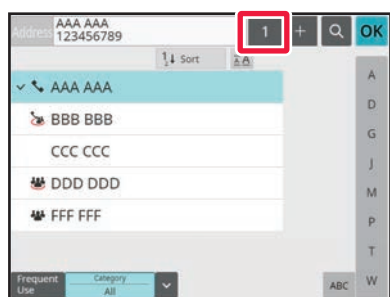 Address
AAA AAA
123456789
1
+
OK
Sort
AAA AAA
BBB BBB
CCC CCC
DDD DDD
FFF FFF
A
D
G
J
M
P
T
W
Frequent
Use
Category
All
ABC